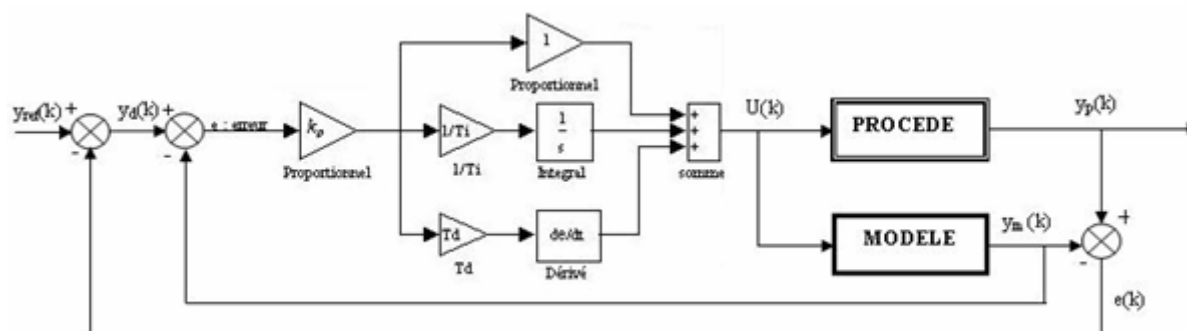 1
Proportionnel
yref(k) +
-
yd(k) +
-
e : erreur
kp
Proportionnel
1/Ti
1/Ti
1
s
Integral
Td
Td
de/dt
Dérivé
+
+
+
somme
U(k)
PROCEDE
yp(k)
MODELE
ym (k)
+
-
e(k)